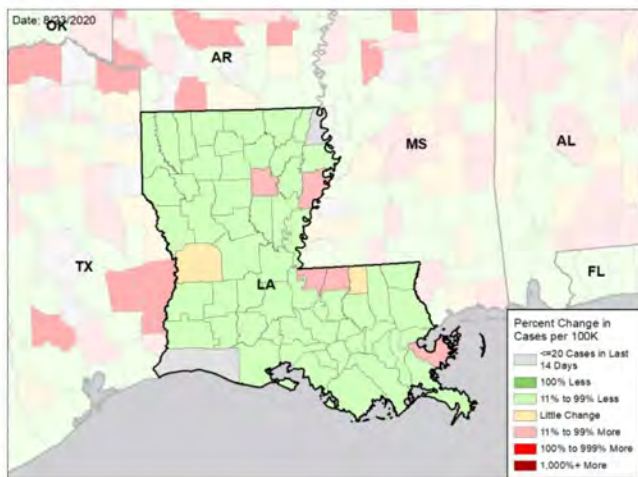 Date: 8/23/2020
OK
AR
MS
AL
TX
LA
FL
Percent Change in
Cases per 100K
<=20 Cases in Last
14 Days
100% Less
11% to 99% Less
Little Change
11% to 99% More
100% to 999% More
1,000%+ More